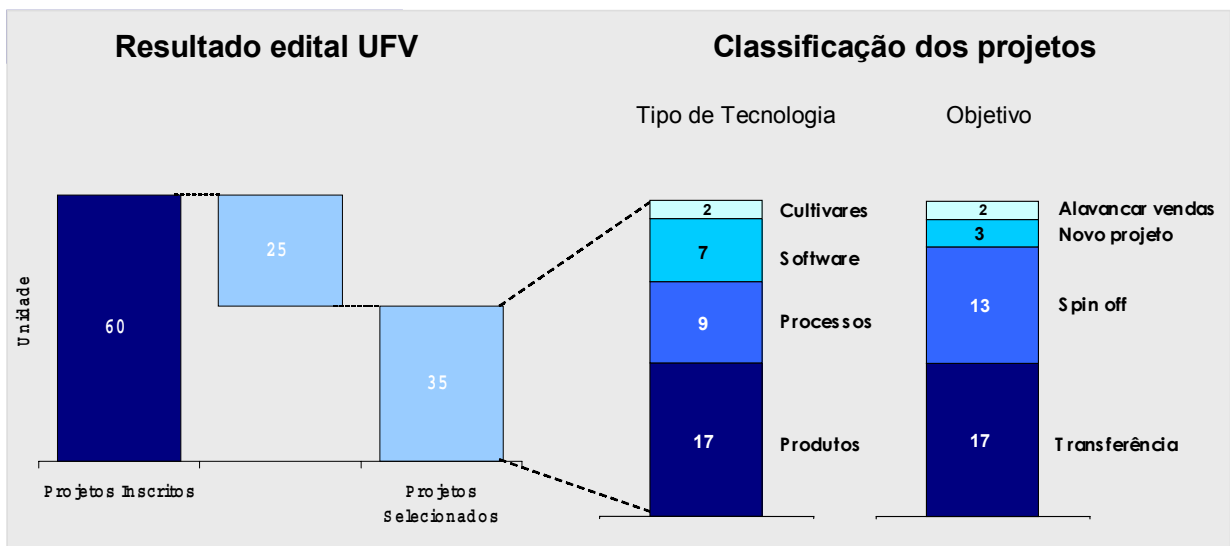 Resultado edital UFV
Unidade
60
25
35
Projetos Inscritos
Projetos
Selecionados
Classificação dos projetos
Tipo de Tecnologia
2
Cultivares
7
Software
9
Processos
17
Produtos
Objetivo
2
Alavancar vendas
3
Novo projeto
13
Spin off
17
Transferência